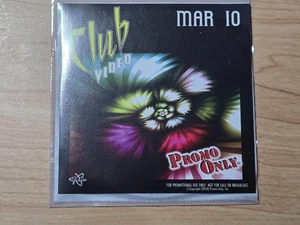 Club
VIDEO
MAR 10
PROMO
ONLY
FOR PROMOTIONAL USE ONLY, NOT FOR SALE OR BROADCAST.